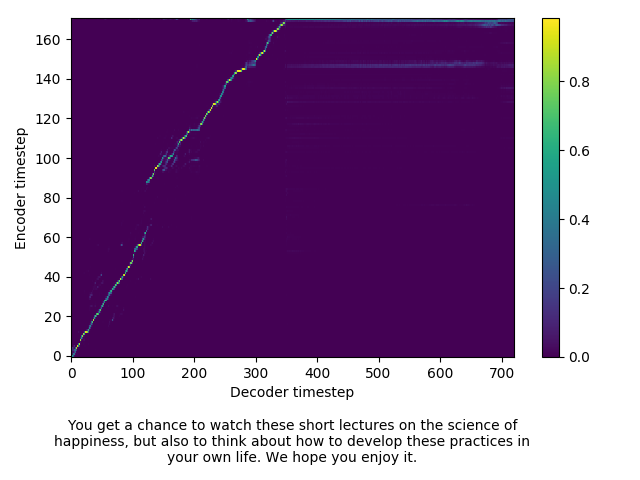 160
140
120
100
80
60
40
20
0
0 100 200 300 400 500 600 700
Encoder timestep
Decoder timestep
0.8
0.6
0.4
0.2
0.0
You get a chance to watch these short lectures on the science of
happiness, but also to think about how to develop these practices in
your own life. We hope you enjoy it.